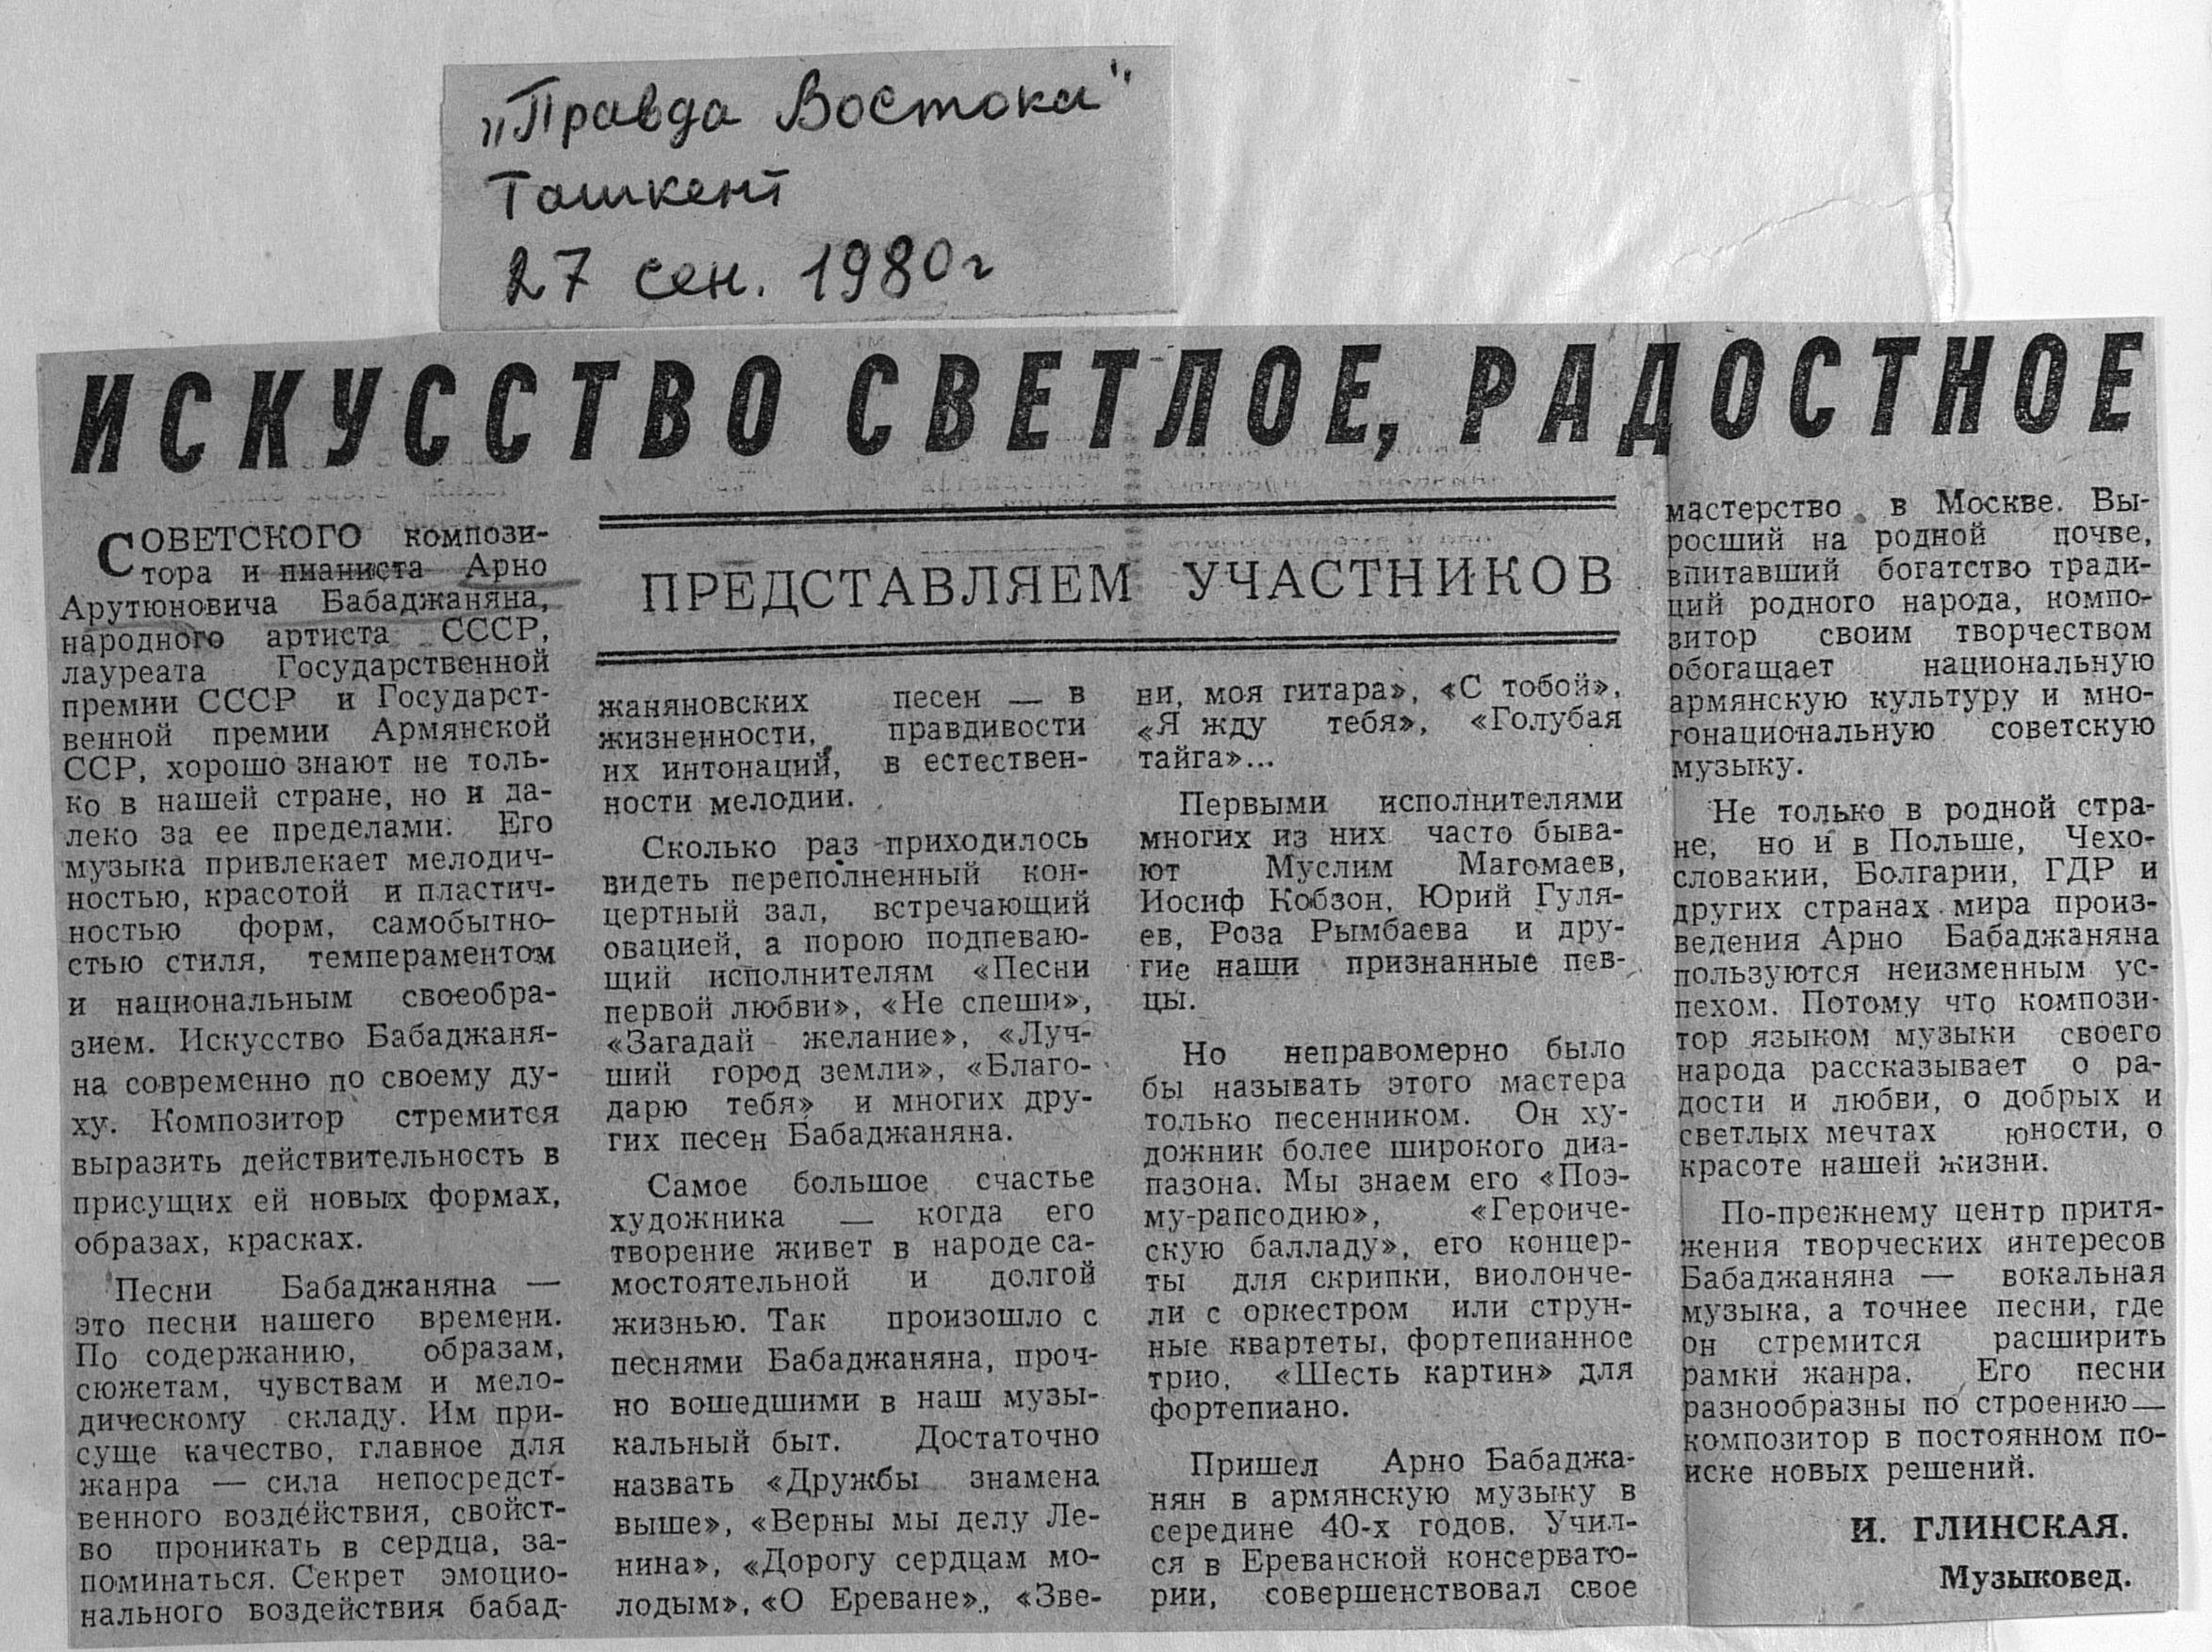 „Правда Востока"
Ташкент
27 сен. 1980г
ИСКУССТВО СВЕТЛОЕ, РАДОСТНОЕ
СОВЕТСКОГО компози-
тора и пианиста Арно
Арутюновича Бабаджаняна,
народного артиста СССР,
лауреата Государственной
премии СССР и Государст-
венной премии Армянской
ССР, хорошо знают не толь-
ко в нашей стране, но и да-
леко за ее пределами. Его
музыка привлекает мелодич-
ностью, красотой и пластич-
ностью форм, самобытно-
стью стиля, темпераментом
и национальным своеобра-
зием. Искусство Бабаджаня-
на современно по своему ду-
ху. Композитор стремится
выразить действительность в
присущих ей новых формах,
образах, красках.
Песни Бабаджаняна —
это песни нашего времени.
По содержанию, образам,
сюжетам, чувствам и мело-
дическому складу. Им при-
суще качество, главное для
жанра — сила непосредст-
венного воздействия, свойст-
во проникать в сердца, за-
поминаться. Секрет эмоцио-
нального воздействия бабад-
ПРЕДСТАВЛЯЕМ УЧАСТНИКОВ
жаняновских песен — в
жизненности, правдивости
их интонаций, в естествен-
ности мелодии.
Сколько раз приходилось
видеть переполненный кон-
цертный зал, встречающий
овацией, а порою подпеваю-
щий исполнителям «Песни
первой любви», «Не спеши»,
«Загадай желание», «Луч-
ший город земли», «Благо-
дарю тебя» и многих дру-
гих песен Бабаджаняна.
Самое большое счастье
художника — когда его
творение живет в народе са-
мостоятельной и долгой
жизнью. Так произошло с
песнями Бабаджаняна, проч-
но вошедшими в наш музы-
кальный быт. Достаточно
назвать «Дружбы знамена
выше», «Верны мы делу Ле-
нина», «Дорогу сердцам мо-
лодым», «О Ереване», «Зве-
ни, моя гитара», «С тобой»,
«Я жду тебя», «Голубая
тайга»...
Первыми исполнителями
многих из них часто быва-
ют Муслим Магомаев,
Иосиф Кобзон, Юрий Гуля-
ев, Роза Рымбаева и дру-
гие наши признанные пев-
цы.
Но неправомерно было
бы называть этого мастера
только песенником. Он ху-
дожник более широкого диа-
пазона. Мы знаем его «Поэ-
му-рапсодию», «Героиче-
скую балладу», его концер-
ты для скрипки, виолонче-
ли с оркестром или струн-
ные квартеты, фортепианное
трио, «Шесть картин» для
фортепиано.
Пришел Арно Бабаджа-
нян в армянскую музыку в
середине 40-х годов. Учил-
ся в Ереванской консервато-
рии, совершенствовал свое
мастерство в Москве. Вы-
росший на родной почве,
впитавший богатство тради-
ций родного народа, компо-
зитор своим творчеством
обогащает национальную
армянскую культуру и мно-
гонациональную советскую
музыку.
Не только в родной стра-
не, но и в Польше, Чехо-
словакии, Болгарии, ГДР и
других странах мира произ-
ведения Арно Бабаджаняна
пользуются неизменным ус-
пехом. Потому что компози-
тор языком музыки своего
народа рассказывает о ра-
дости и любви, о добрых и
светлых мечтах юности, о
красоте нашей жизни.
По-прежнему центр притя-
жения творческих интересов
Бабаджаняна — вокальная
музыка, а точнее песни, где
он стремится расширить
рамки жанра. Его песни
разнообразны по строению—
композитор в постоянном по-
иске новых решений.
И. ГЛИНСКАЯ.
Музыковед.